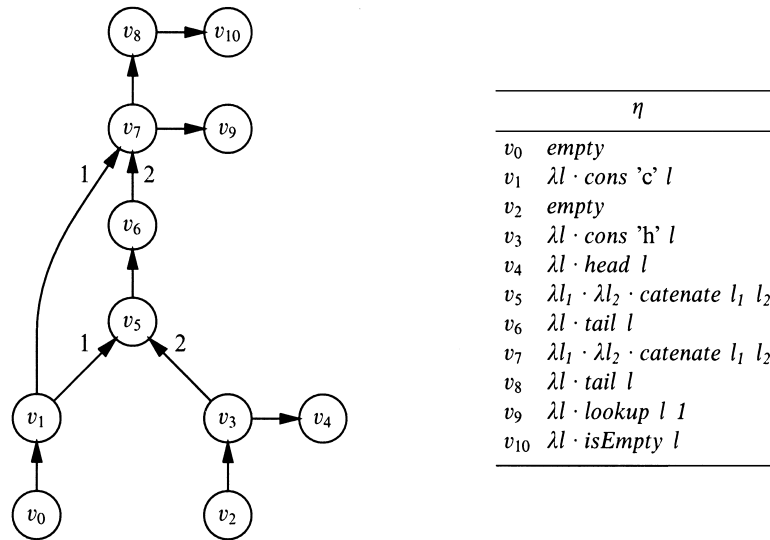 v8 v10
v7 v9
1 2
v6
v5
1 2
v1 v3 v4
v0 v2
η
v0 empty
v1 λl · cons 'c' l
v2 empty
v3 λl · cons 'h' l
v4 λl · head l
v5 λl1 · λl2 · catenate l1 l2
v6 λl · tail l
v7 λl1 · λl2 · catenate l1 l2
v8 λl · tail l
v9 λl · lookup l 1
v10 λl · isEmpty l